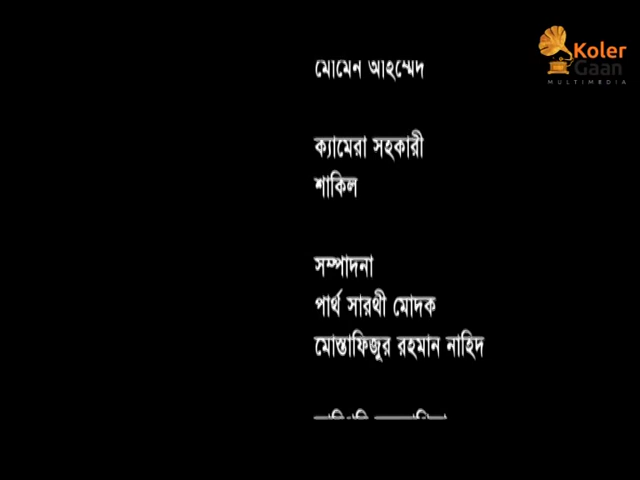 Koler
Gaan
MULTIMEDIA
মোমেন আহম্মেদ
ক্যামেরা সহকারী
শাকিল
সম্পাদনা
পার্থ সারথী মোদক
মোস্তাফিজুর রহমান নাহিদ